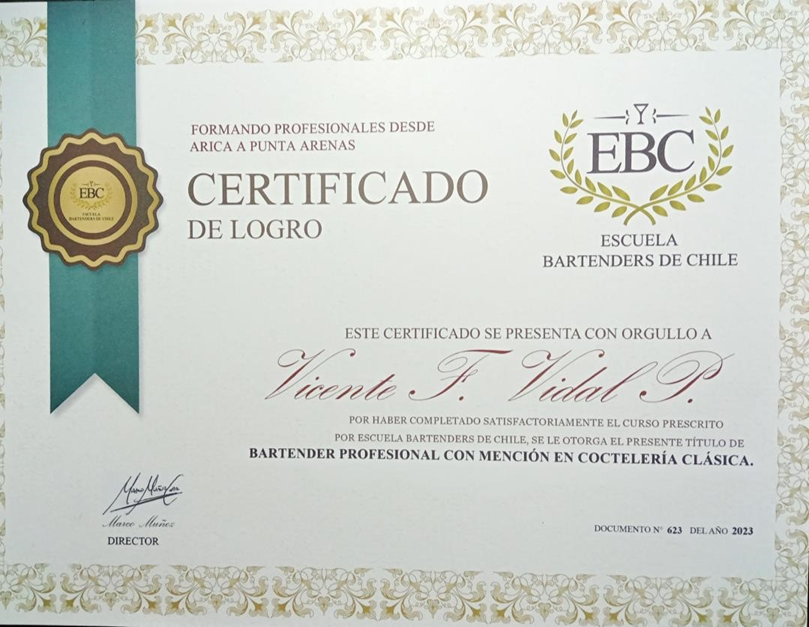 FORMANDO PROFESIONALES DESDE
ARICA A PUNTA ARENAS
CERTIFICADO
DE LOGRO
EBC
ESCUELA
BARTENDERS DE CHILE
EBC
ESCUELA
BARTENDERS DE CHILE
ESTE CERTIFICADO SE PRESENTA CON ORGULLO A
Vicente F. Vidal P.
POR HABER COMPLETADO SATISFACTORIAMENTE EL CURSO PRESCRITO
POR ESCUELA BARTENDERS DE CHILE, SE LE OTORGA EL PRESENTE TÍTULO DE
BARTENDER PROFESIONAL CON MENCIÓN EN COCTELERÍA CLÁSICA.
Marco Muñoz
DIRECTOR
DOCUMENTO N° 623 DEL AÑO 2023